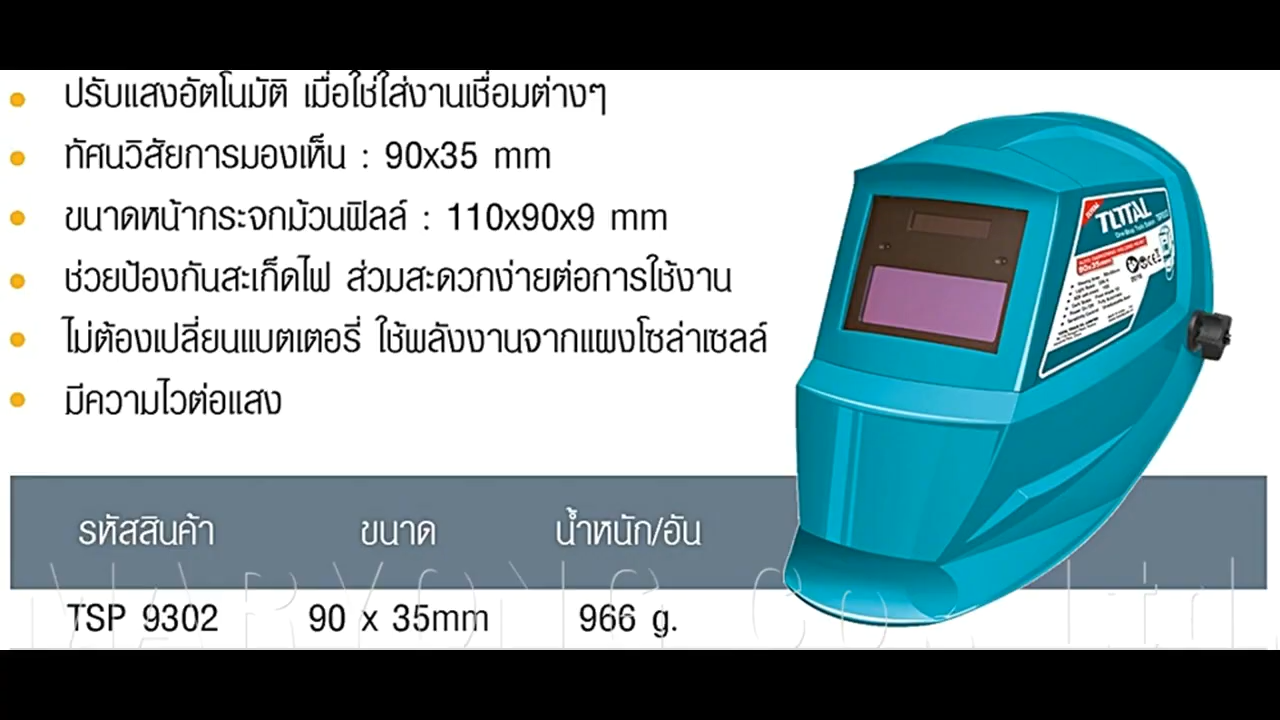 ปรับแสงอัตโนมัติ เมื่อใช่ใส่งานเชื่อมต่างๆ
ทัศนวิสัยการมองเห็น : 90x35 mm
ขนาดหน้ากระจกม้วนฟิลล์ : 110x90x9 mm
ช่วยป้องกันสะเก็ดไฟ ส่วมสะดวกง่ายต่อการใช้งาน
ไม่ต้องเปลี่ยนแบตเตอรี่ ใช้พลังงานจากแผงโซล่าเซลล์
มีความไวต่อแสง
TOTAL
One-Stop Tools Station
90x35mm
รหัสสินค้า ขนาด น้ำหนัก/อัน
TSP 9302 90 x 35mm 966 g.
MARYONG Co., Ltd.